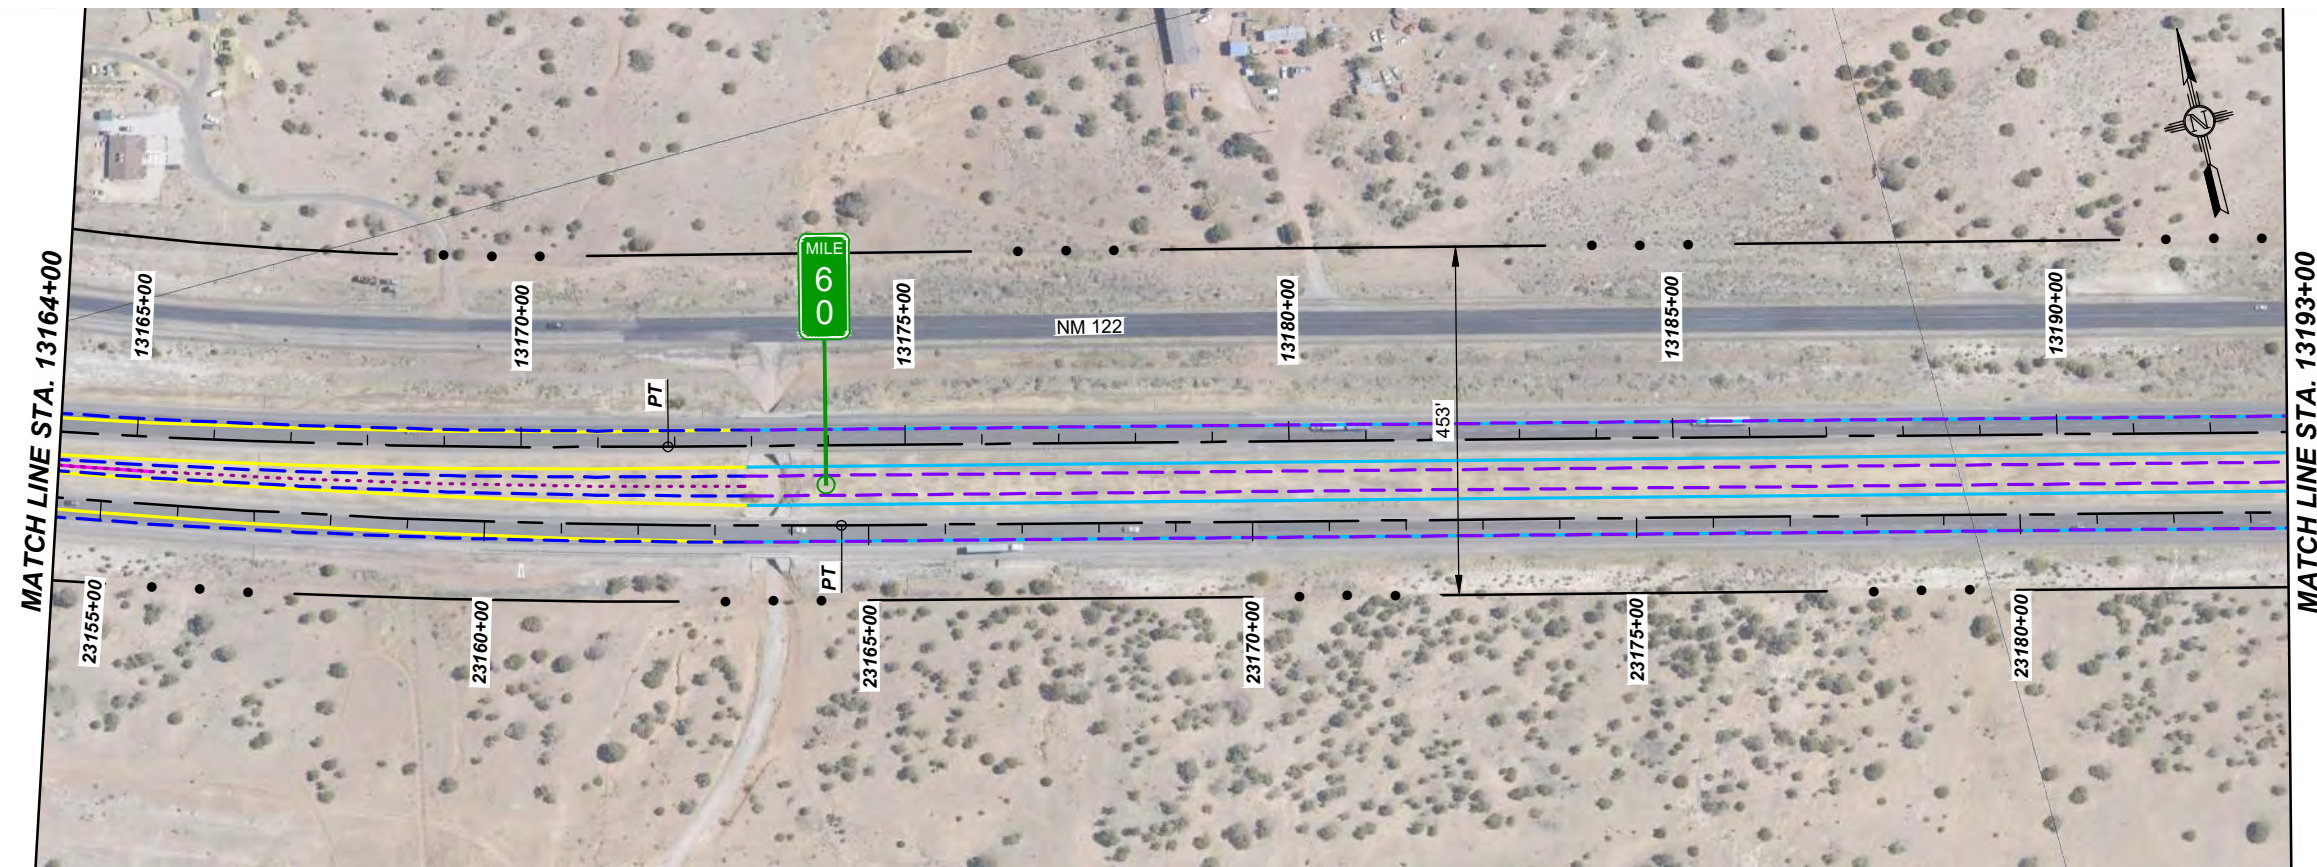 MATCH LINE STA. 13164+00
MILE
6
0
13165+00
13170+00
13175+00
13180+00
13185+00
13190+00
NM 122
PT
453'
PT
23155+00
23160+00
23165+00
23170+00
23175+00
23180+00
N
MATCH LINE STA. 13193+00